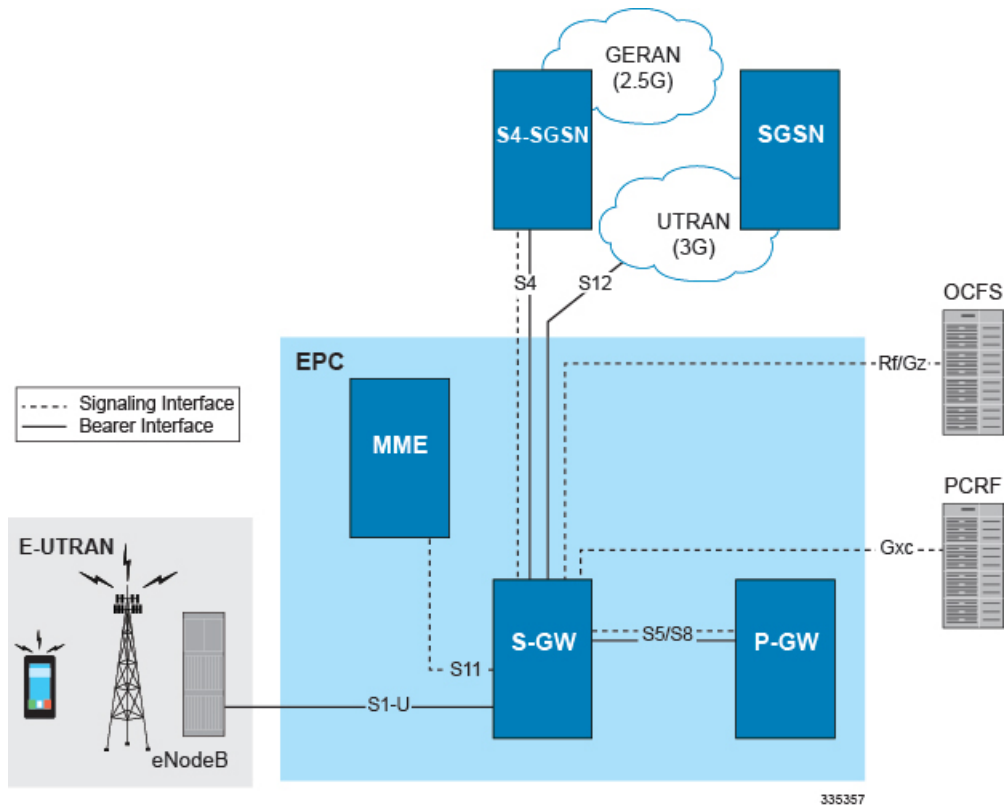 GERAN
(2.5G)
S4-SGSN
SGSN
UTRAN
(3G)
S4
S12
OCFS
EPC
Rf/Gz
Signaling Interface
Bearer Interface
MME
PCRF
E-UTRAN
Gxc
S-GW
S5/S8
P-GW
S11
S1-U
eNodeB
335357